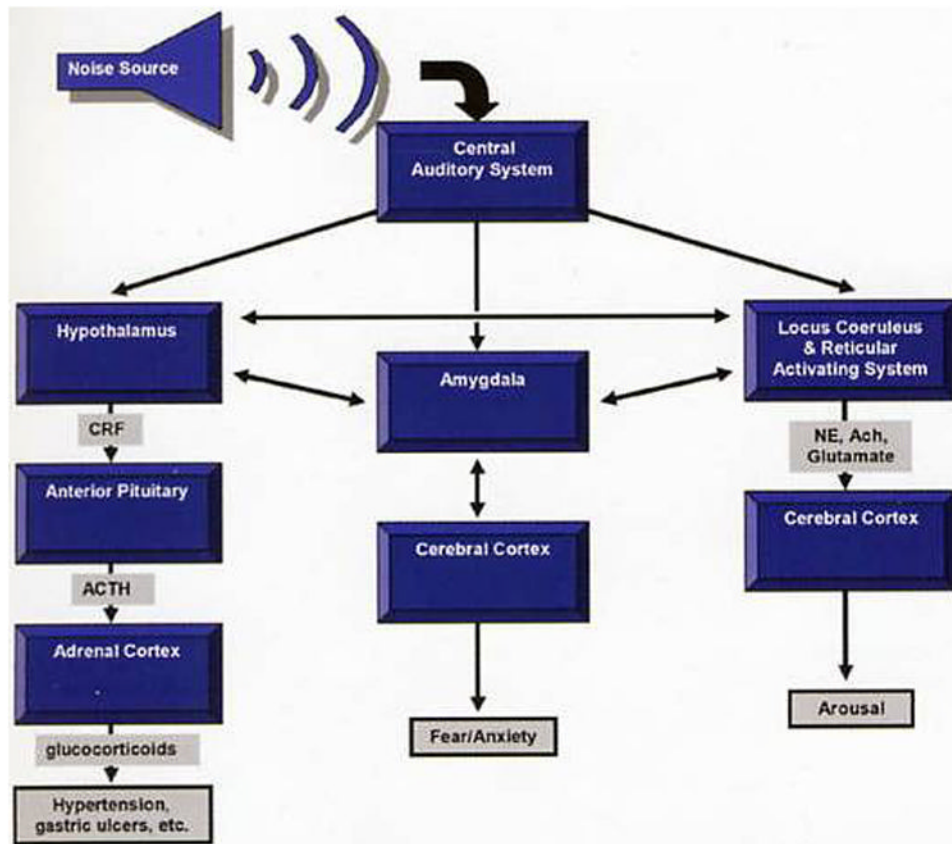 Noise Source
Central
Auditory System
Hypothalamus
Locus Coeruleus
& Reticular
Activating System
Amygdala
CRF
NE, Ach,
Glutamate
Anterior Pituitary
Cerebral Cortex
Cerebral Cortex
ACTH
Adrenal Cortex
Arousal
Fear/Anxiety
glucocorticoids
Hypertension,
gastric ulcers, etc.